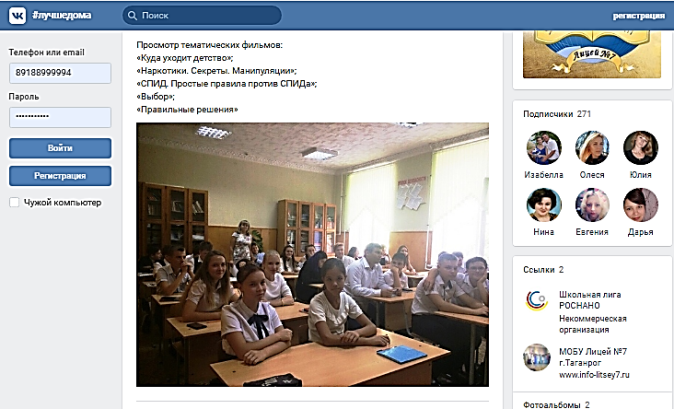 #лучшедома
Поиск
регистрация
Телефон или email
89188999994
Пароль
Войти
Регистрация
Чужой компьютер
Просмотр тематических фильмов:
«Куда уходит детство»;
«Наркотики. Секреты. Манипуляции»;
«СПИД. Простые правила против СПИДа»;
«Выбор»;
«Правильные решения»
Лицей №7
Подписчики 271
Изабелла
Олеся
Юлия
Нина
Евгения
Дарья
Ссылки 2
Школьная лига
РОСНАНО
Некоммерческая
организация
МОБУ Лицей №7
г.Таганрог
www.info-litsey7.ru
Фотоальбомы 2